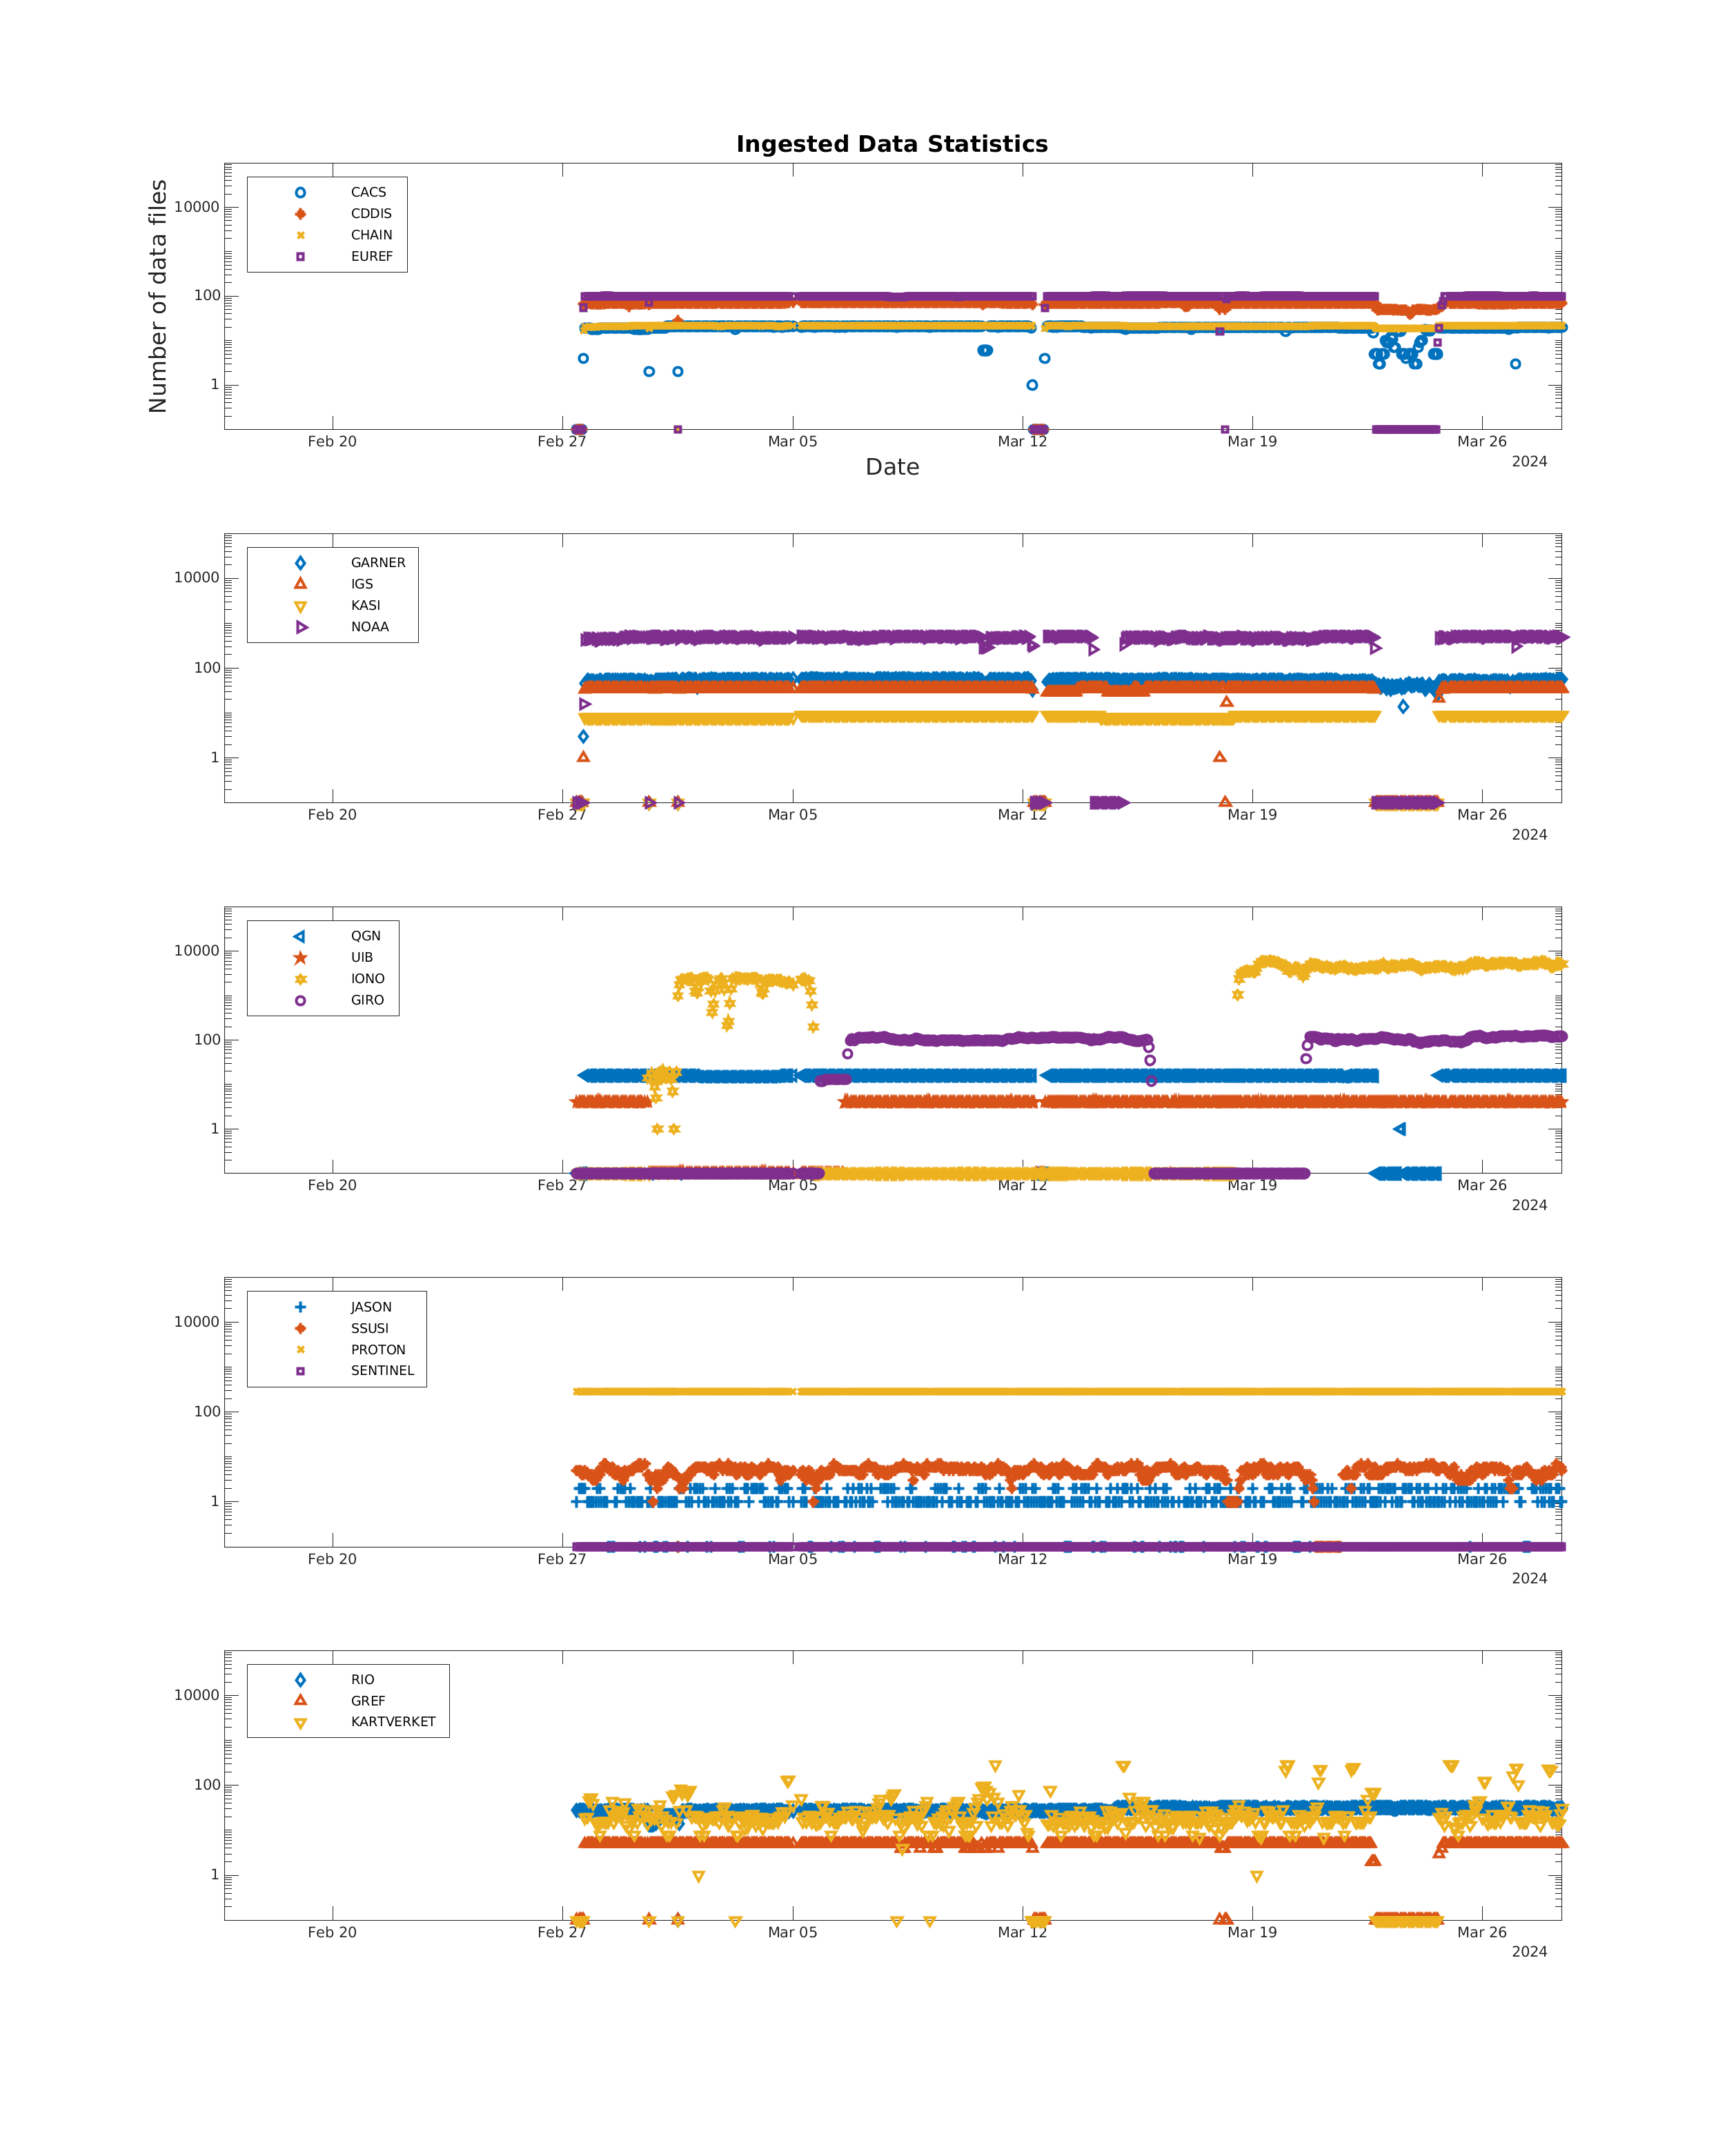 Ingested Data Statistics
Number of data files
10000
100
1
CACS
CDDIS
CHAIN
EUREF
Feb 20 Feb 27 Mar 05 Mar 12 Mar 19 Mar 26
2024
Date
10000
100
1
GARNER
IGS
KASI
NOAA
Feb 20 Feb 27 Mar 05 Mar 12 Mar 19 Mar 26
2024
10000
100
1
QGN
UIB
IONO
GIRO
Feb 20 Feb 27 Mar 05 Mar 12 Mar 19 Mar 26
2024
10000
100
1
JASON
SSUSI
PROTON
SENTINEL
Feb 20 Feb 27 Mar 05 Mar 12 Mar 19 Mar 26
2024
10000
100
1
RIO
GREF
KARTVERKET
Feb 20 Feb 27 Mar 05 Mar 12 Mar 19 Mar 26
2024